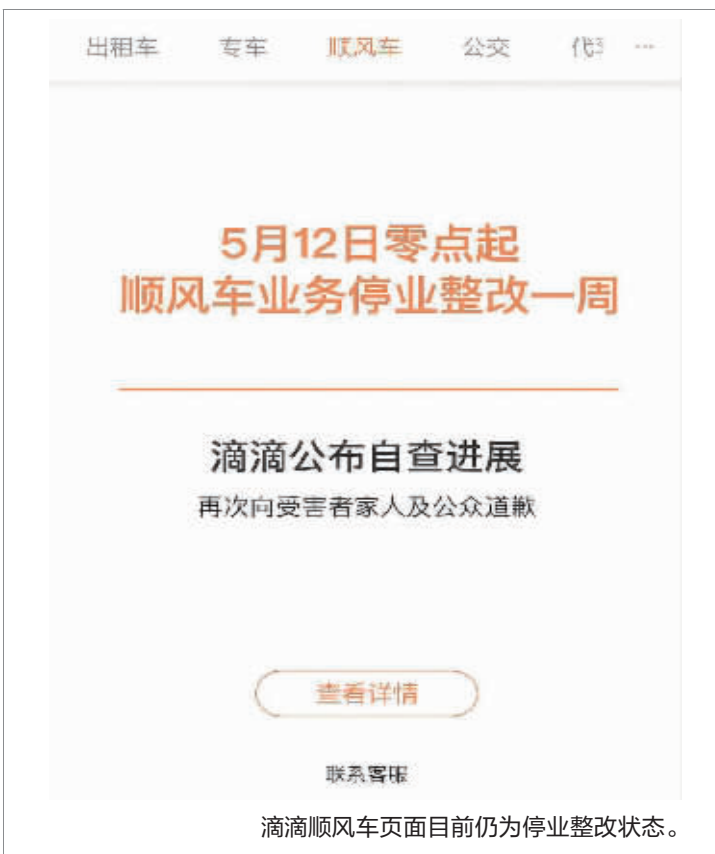 出租车 专车 顺风车 公交 代 ...
5月12日零点起
顺风车业务停业整改一周
滴滴公布自查进展
再次向受害者家人及公众道歉
查看详情
联系客服
滴滴顺风车页面目前仍为停业整改状态。